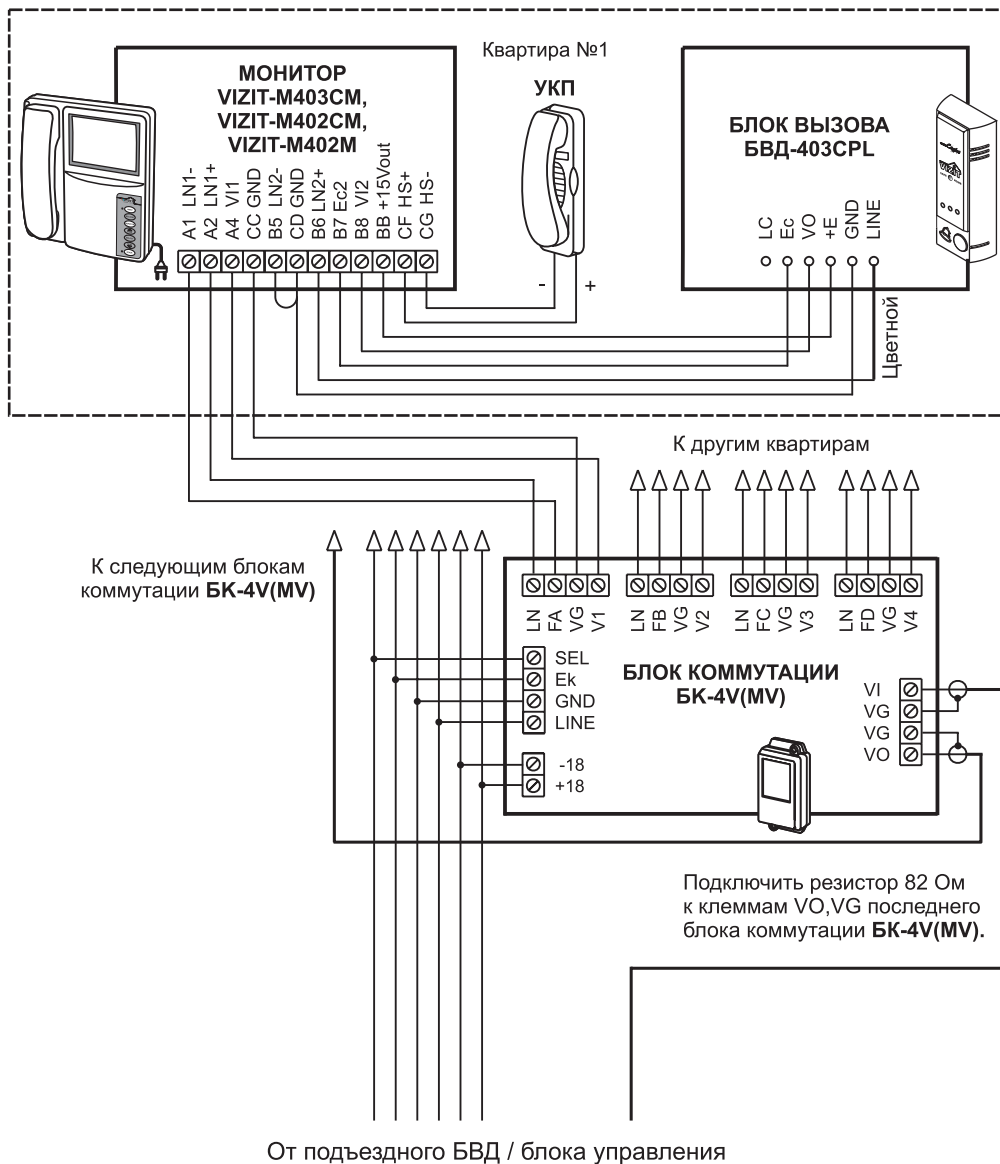 Квартира №1
МОНИТОР
VIZIT-M403CM,
VIZIT-M402CM,
VIZIT-M402M
УКП
БЛОК ВЫЗОВА
БВД-403CPL
VIZIT
A1 LN1-
A2 LN1+
A4 VI1
CC GND
B5 LN2-
CD GND
B6 LN2+
B7 Ec2
B8 VI2
BB +15Vout
CF HS+
CG HS-
- +
LC
Ec
VO
+E
GND
LINE
Цветной
К другим квартирам
К следующим блокам
коммутации БК-4V(MV)
LN
FA
VG
V1
LN
FB
VG
V2
LN
FC
VG
V3
LN
FD
VG
V4
SEL
Ek
GND
LINE
-18
+18
БЛОК КОММУТАЦИИ
БК-4V(MV)
VI
VG
VG
VO
Подключить резистор 82 Ом
к клеммам VO,VG последнего
блока коммутации БК-4V(MV).
От подъездного БВД / блока управления